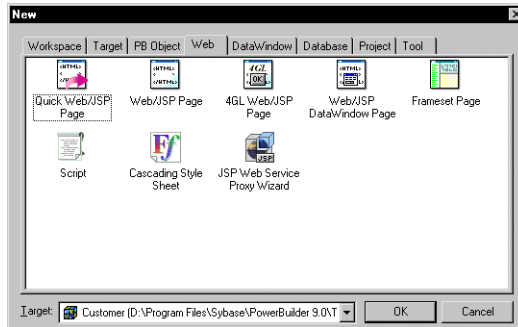 New
Workspace Target PB Object Web DataWindow Database Project Tool
Quick Web/JSP Page
Web/JSP Page
4GL Web/JSP Page
Web/JSP DataWindow Page
Frameset Page
Script
Cascading Style Sheet
JSP Web Service Proxy Wizard
Target: Customer (D:\Program Files\Sybase\PowerBuilder 9.0\T OK Cancel